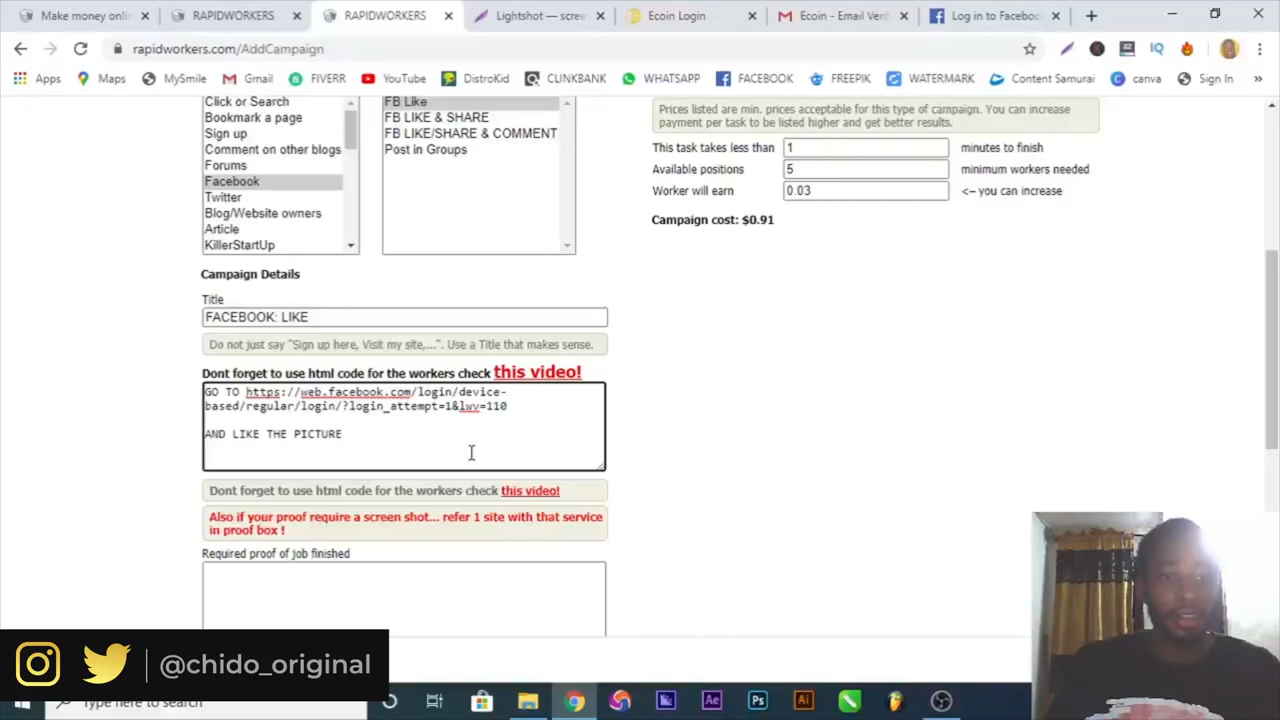 Make money onlin
RAPIDWORKERS
RAPIDWORKERS
Lightshot — scree
Ecoin Login
Ecoin - Email Verit
Log in to Faceboo
rapidworkers.com/AddCampaign
IQ
Apps
Maps
MySmile
Gmail
FIVERR
YouTube
DistroKid
CLINKBANK
WHATSAPP
FACEBOOK
FREEPIK
WATERMARK
Content Samurai
canva
Sign In
»
Click or Search
Bookmark a page
Sign up
Comment on other blogs
Forums
Facebook
Twitter
Blog/Website owners
Article
KillerStartUp
FB Like
FB LIKE & SHARE
FB LIKE/SHARE & COMMENT
Post in Groups
Prices listed are min. prices acceptable for this type of campaign. You can increase
payment per task to be listed higher and get better results.
This task takes less than 1 minutes to finish
Available positions 5 minimum workers needed
Worker will earn 0.03 <-- you can increase
Campaign cost: $0.91
Campaign Details
Title
FACEBOOK: LIKE
Do not just say "Sign up here, Visit my site,...". Use a Title that makes sense.
Dont forget to use html code for the workers check this video!
GO TO https://web.facebook.com/login/device-
based/regular/login/?login_attempt=1&lwv=110
AND LIKE THE PICTURE
Dont forget to use html code for the workers check this video!
Also if your proof require a screen shot... refer 1 site with that service
in proof box !
Required proof of job finished
@chido_original
Type here to search
Ae
Ps
Ai